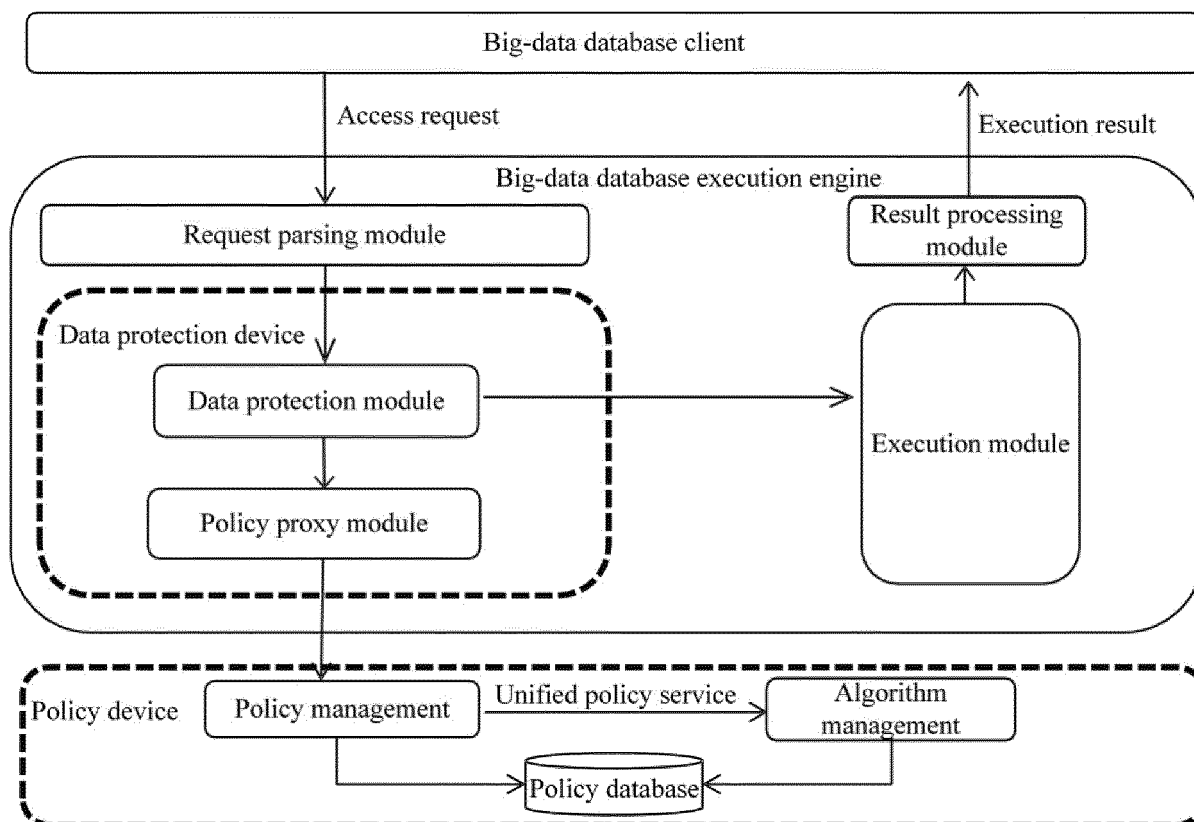 Big-data database client
Access request
Execution result
Big-data database execution engine
Request parsing module
Result processing
module
Data protection device
Data protection module
Execution module
Policy proxy module
Policy device
Policy management
Unified policy service
Algorithm
management
Policy database